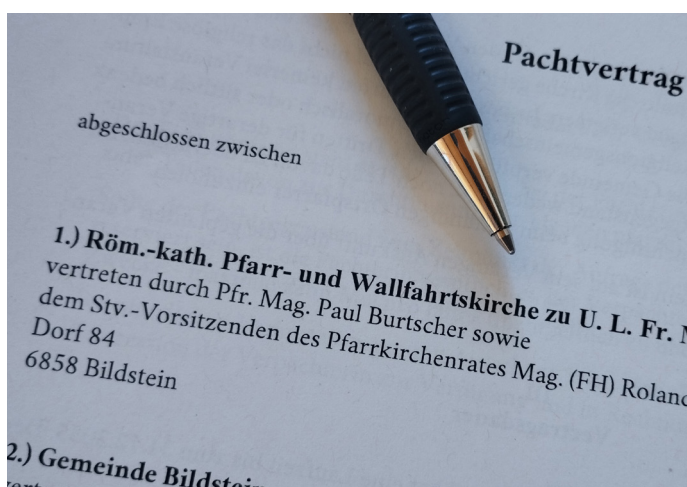 Pachtvertrag
abgeschlossen zwischen
1.) Röm.-kath. Pfarr- und Wallfahrtskirche zu U. L. Fr.
vertreten durch Pfr. Mag. Paul Burtscher sowie
dem Stv.-Vorsitzenden des Pfarrkirchenrates Mag. (FH) Roland
Dorf 84
6858 Bildstein
2.) Gemeinde Bildstein